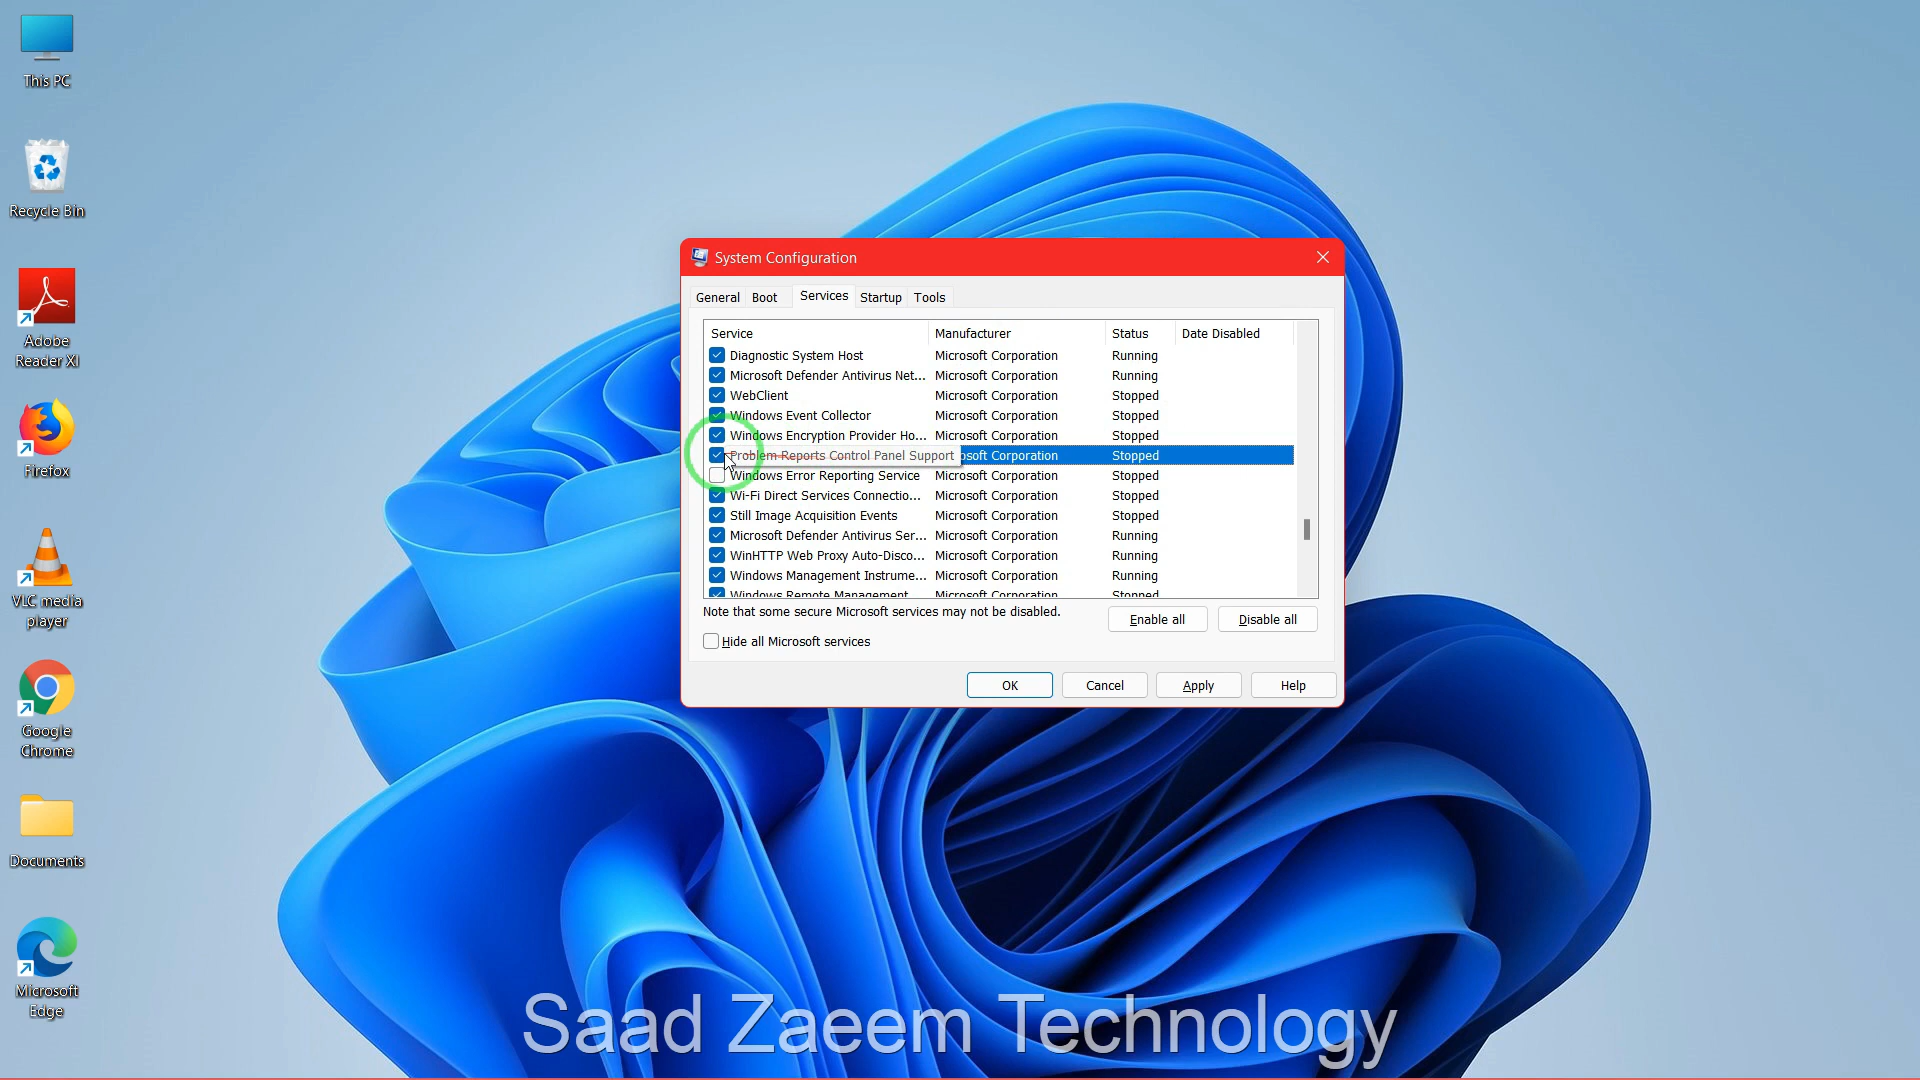 This PC
Recycle Bin
Adobe
Reader XI
Firefox
VLC media
player
Google
Chrome
Documents
Microsoft
Edge
System Configuration
General Boot Services Startup Tools
Service Manufacturer Status Date Disabled
Diagnostic System Host Microsoft Corporation Running
Microsoft Defender Antivirus Net... Microsoft Corporation Running
WebClient Microsoft Corporation Stopped
Windows Event Collector Microsoft Corporation Stopped
Windows Encryption Provider Ho... Microsoft Corporation Stopped
Problem Reports Control Panel Support osoft Corporation Stopped
Windows Error Reporting Service Microsoft Corporation Stopped
Wi-Fi Direct Services Connectio... Microsoft Corporation Stopped
Still Image Acquisition Events Microsoft Corporation Stopped
Microsoft Defender Antivirus Ser... Microsoft Corporation Running
WinHTTP Web Proxy Auto-Disco... Microsoft Corporation Running
Windows Management Instrume... Microsoft Corporation Running
Windows Remote Management Microsoft Corporation Stopped
Note that some secure Microsoft services may not be disabled.
Enable all Disable all
Hide all Microsoft services
OK Cancel Apply Help
Saad Zaeem Technology